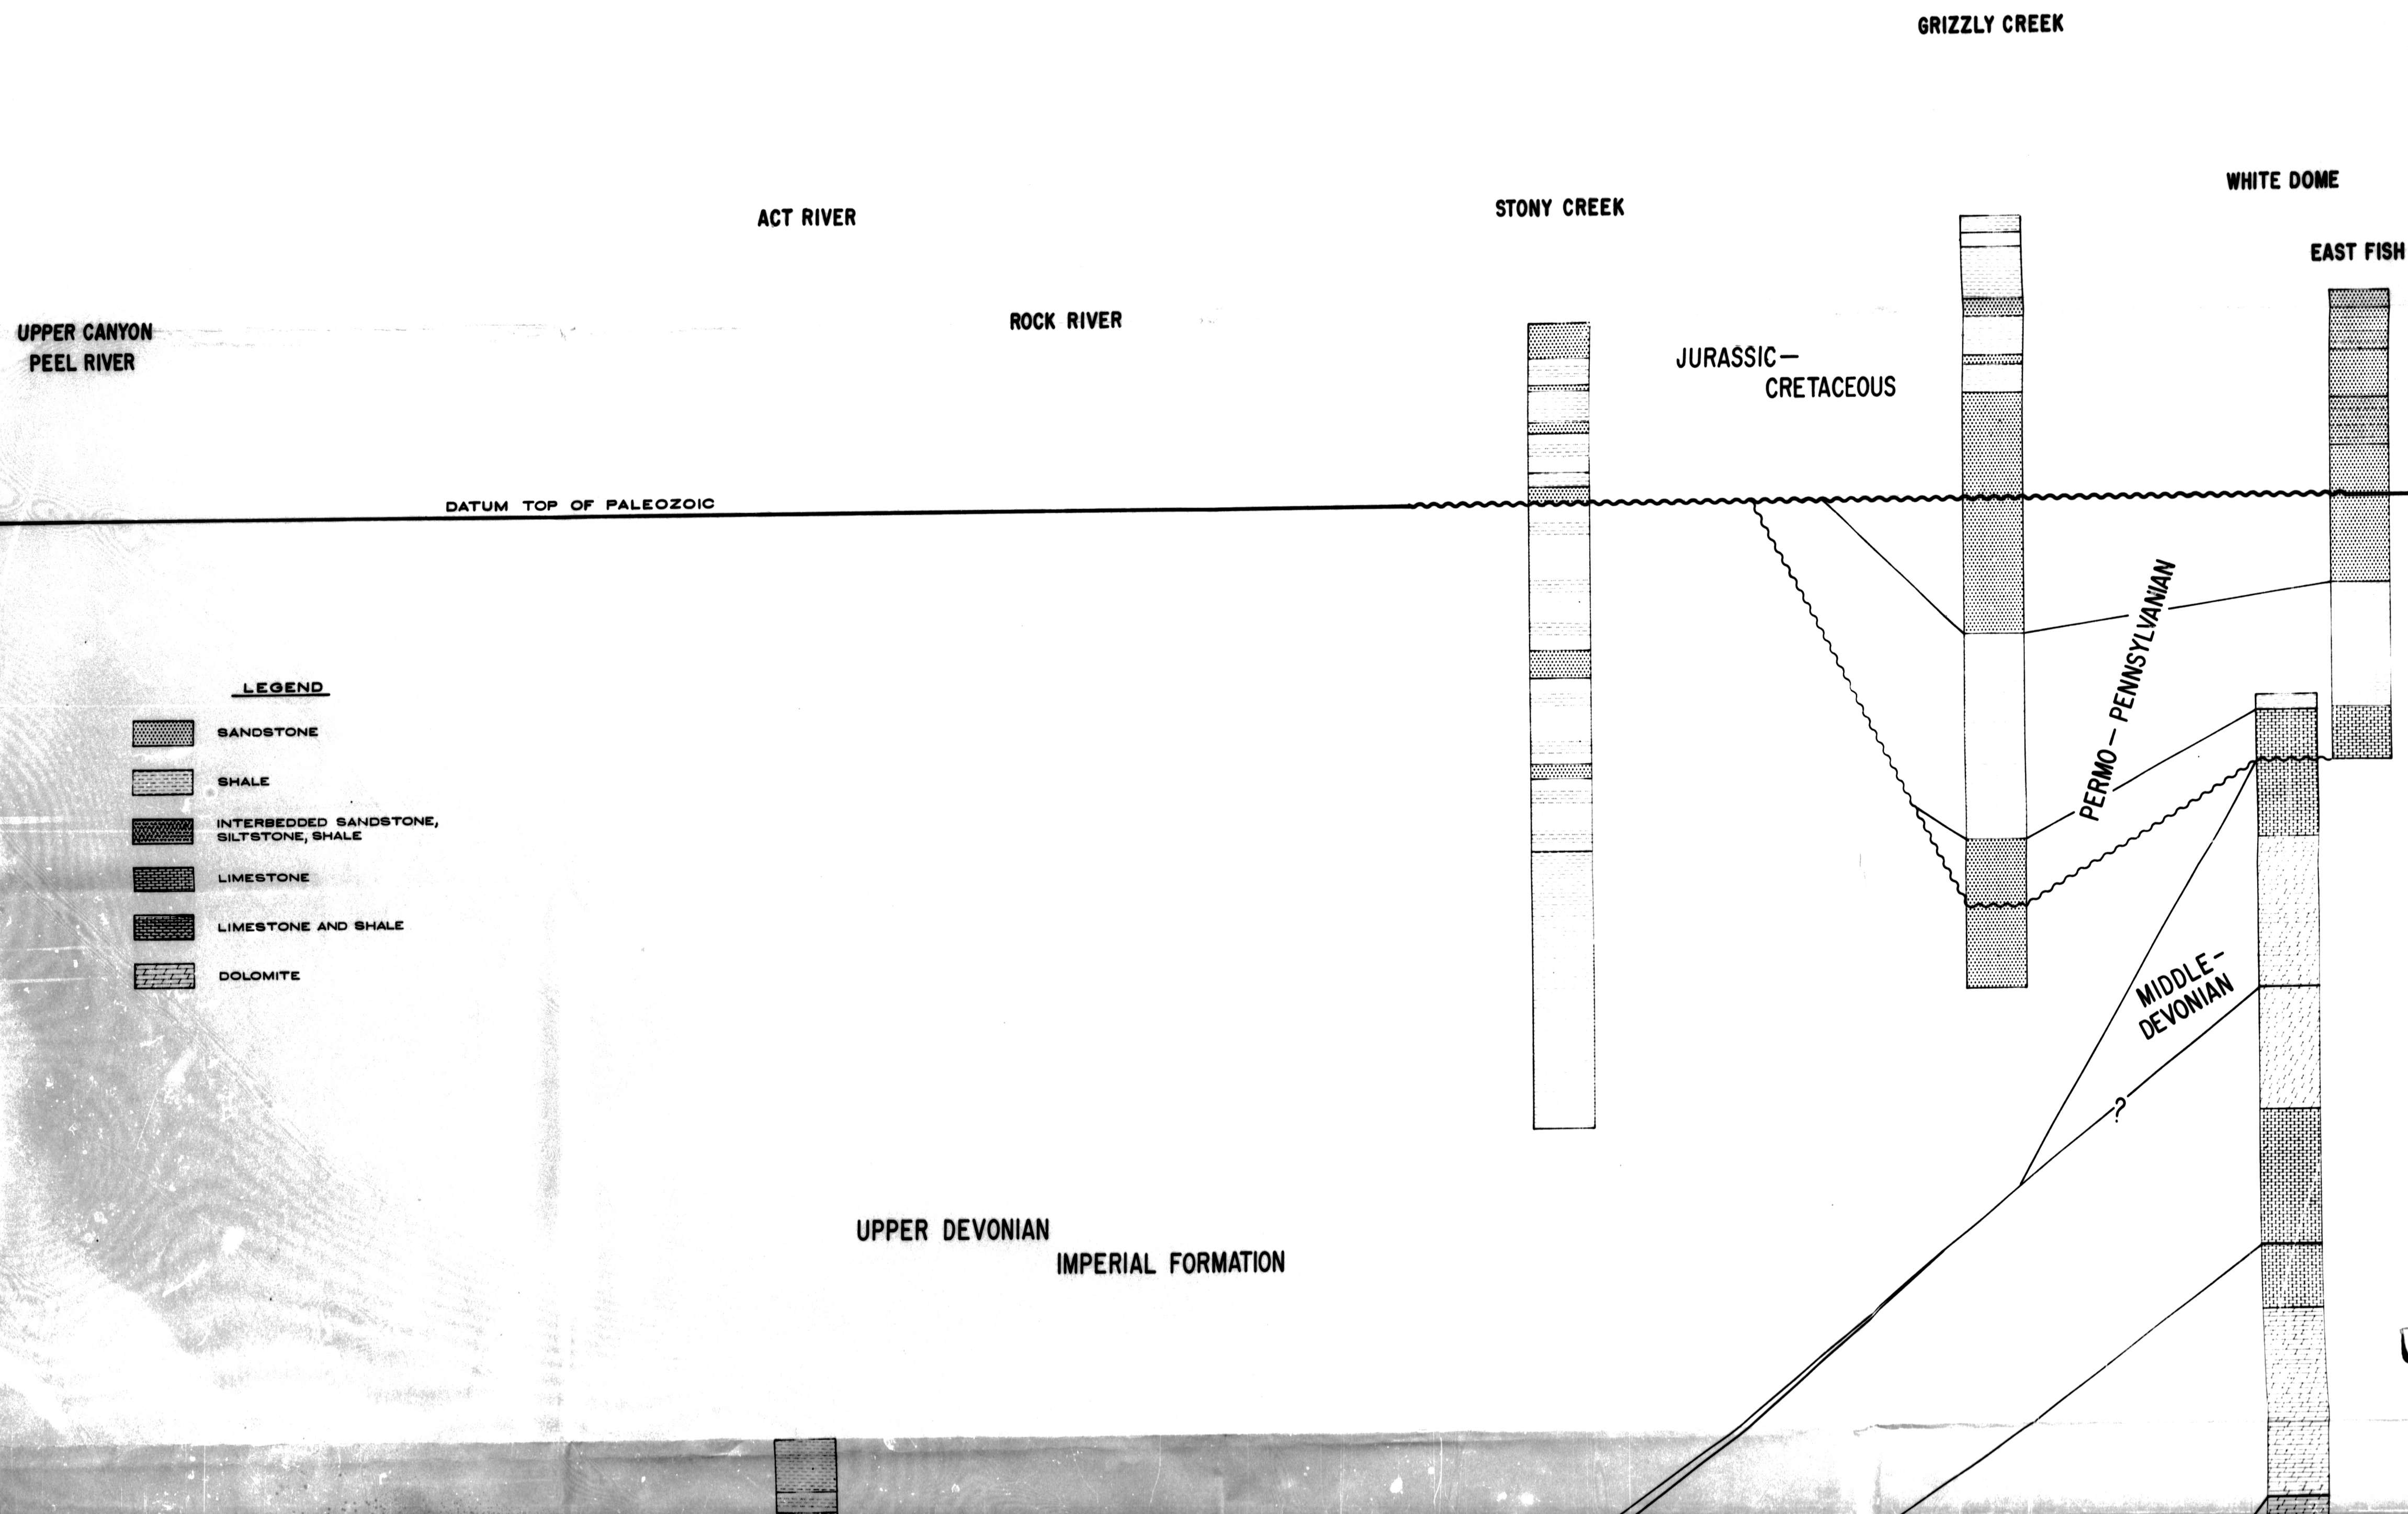 GRIZZLY CREEK
WHITE DOME
STONY CREEK
ACT RIVER
EAST FISH
ROCK RIVER
UPPER CANYON
PEEL RIVER
JURASSIC—
CRETACEOUS
DATUM TOP OF PALEOZOIC
PERMO — PENNSYLVANIAN
LEGEND
SANDSTONE
SHALE
INTERBEDDED SANDSTONE,
SILTSTONE, SHALE
LIMESTONE
LIMESTONE AND SHALE
DOLOMITE
MIDDLE-
DEVONIAN
?
UPPER DEVONIAN
IMPERIAL FORMATION